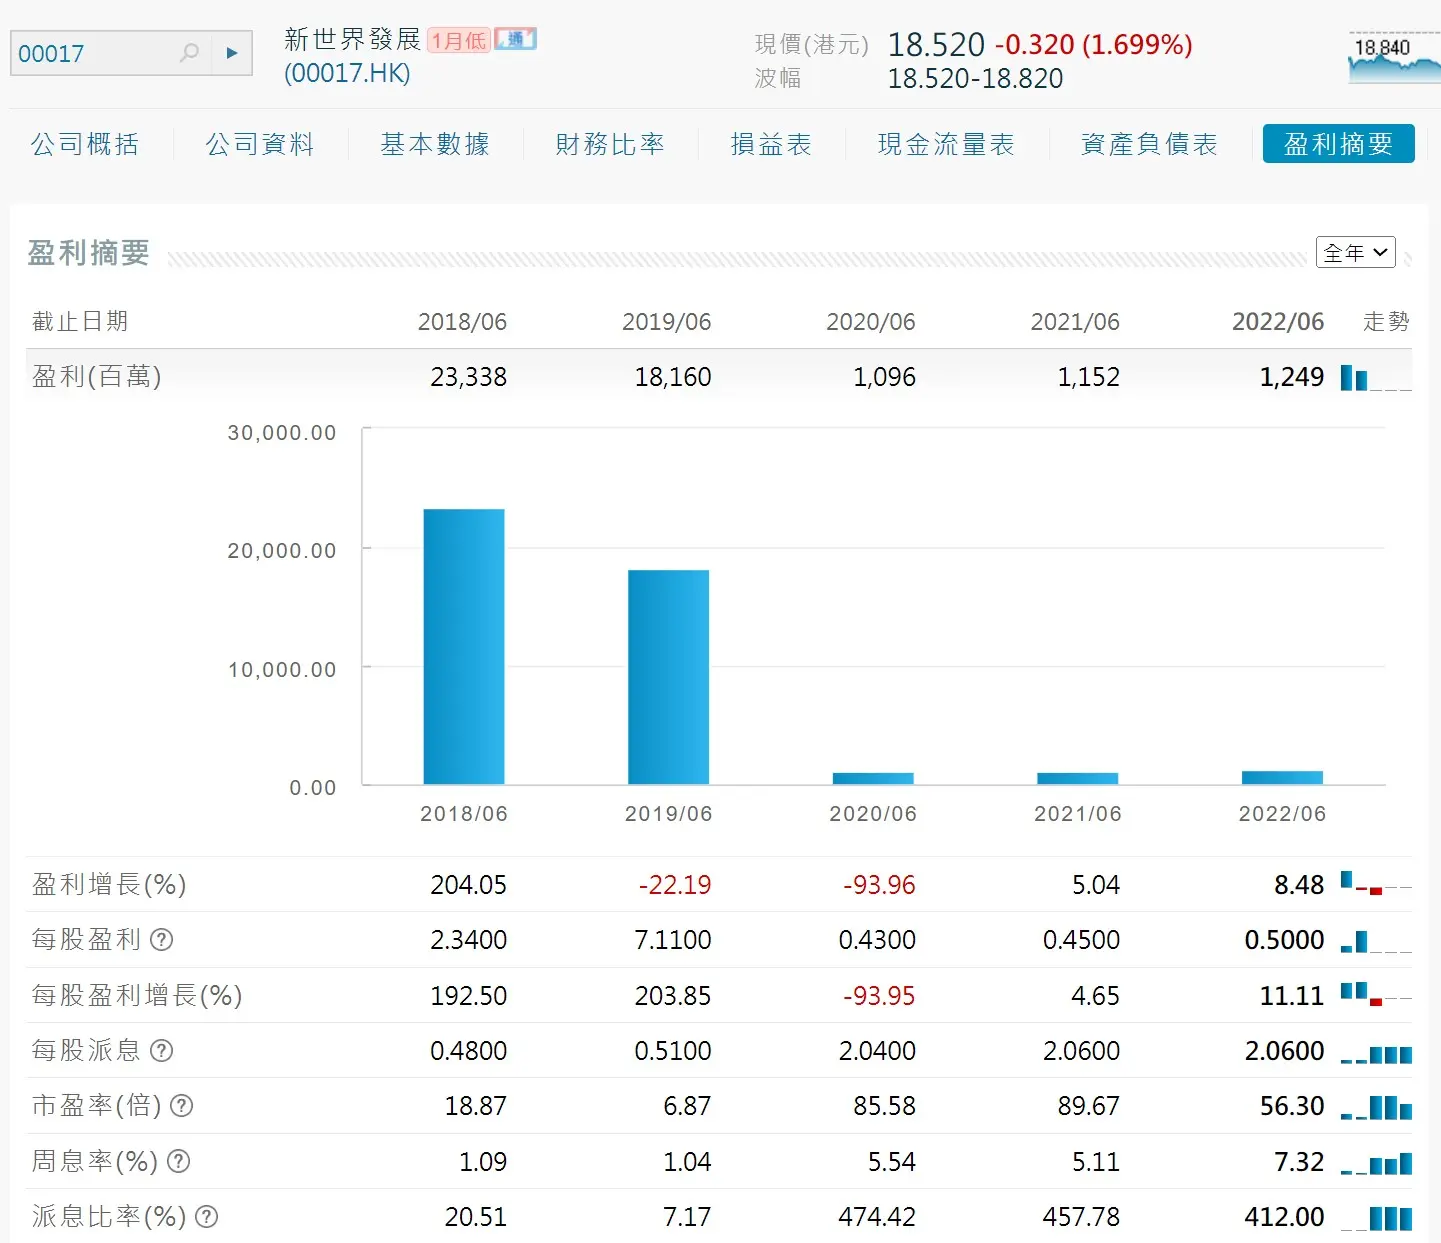 00017
新世界發展 1月低 通
(00017.HK)
現價(港元) 18.520 -0.320 (1.699%)
波幅 18.520-18.820
18.840
公司概括 公司資料 基本數據 財務比率 損益表 現金流量表 資產負債表 盈利摘要
盈利摘要 全年
截止日期 2018/06 2019/06 2020/06 2021/06 2022/06 走勢
盈利(百萬) 23,338 18,160 1,096 1,152 1,249
30,000.00
20,000.00
10,000.00
0.00
2018/06 2019/06 2020/06 2021/06 2022/06
盈利增長(%) 204.05 -22.19 -93.96 5.04 8.48
每股盈利 ? 2.3400 7.1100 0.4300 0.4500 0.5000
每股盈利增長(%) 192.50 203.85 -93.95 4.65 11.11
每股派息 ? 0.4800 0.5100 2.0400 2.0600 2.0600
市盈率(倍) ? 18.87 6.87 85.58 89.67 56.30
周息率(%) ? 1.09 1.04 5.54 5.11 7.32
派息比率(%) ? 20.51 7.17 474.42 457.78 412.00